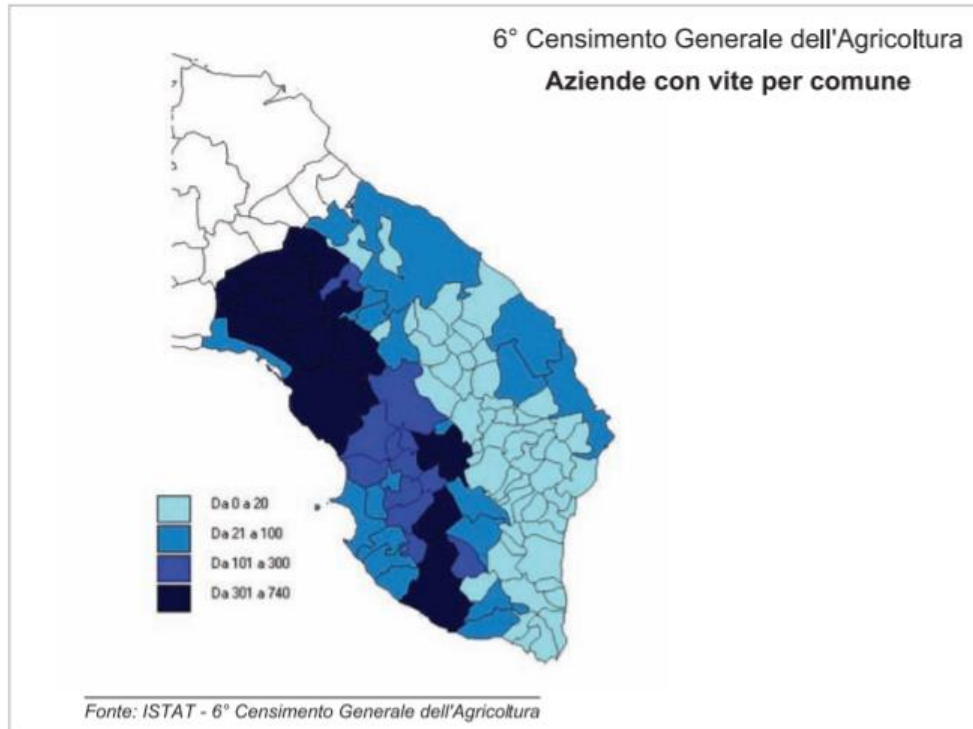 6° Censimento Generale dell'Agricoltura
Aziende con vite per comune
Da 0 a 20
Da 21 a 100
Da 101 a 300
Da 301 a 740
Fonte: ISTAT - 6° Censimento Generale dell'Agricoltura